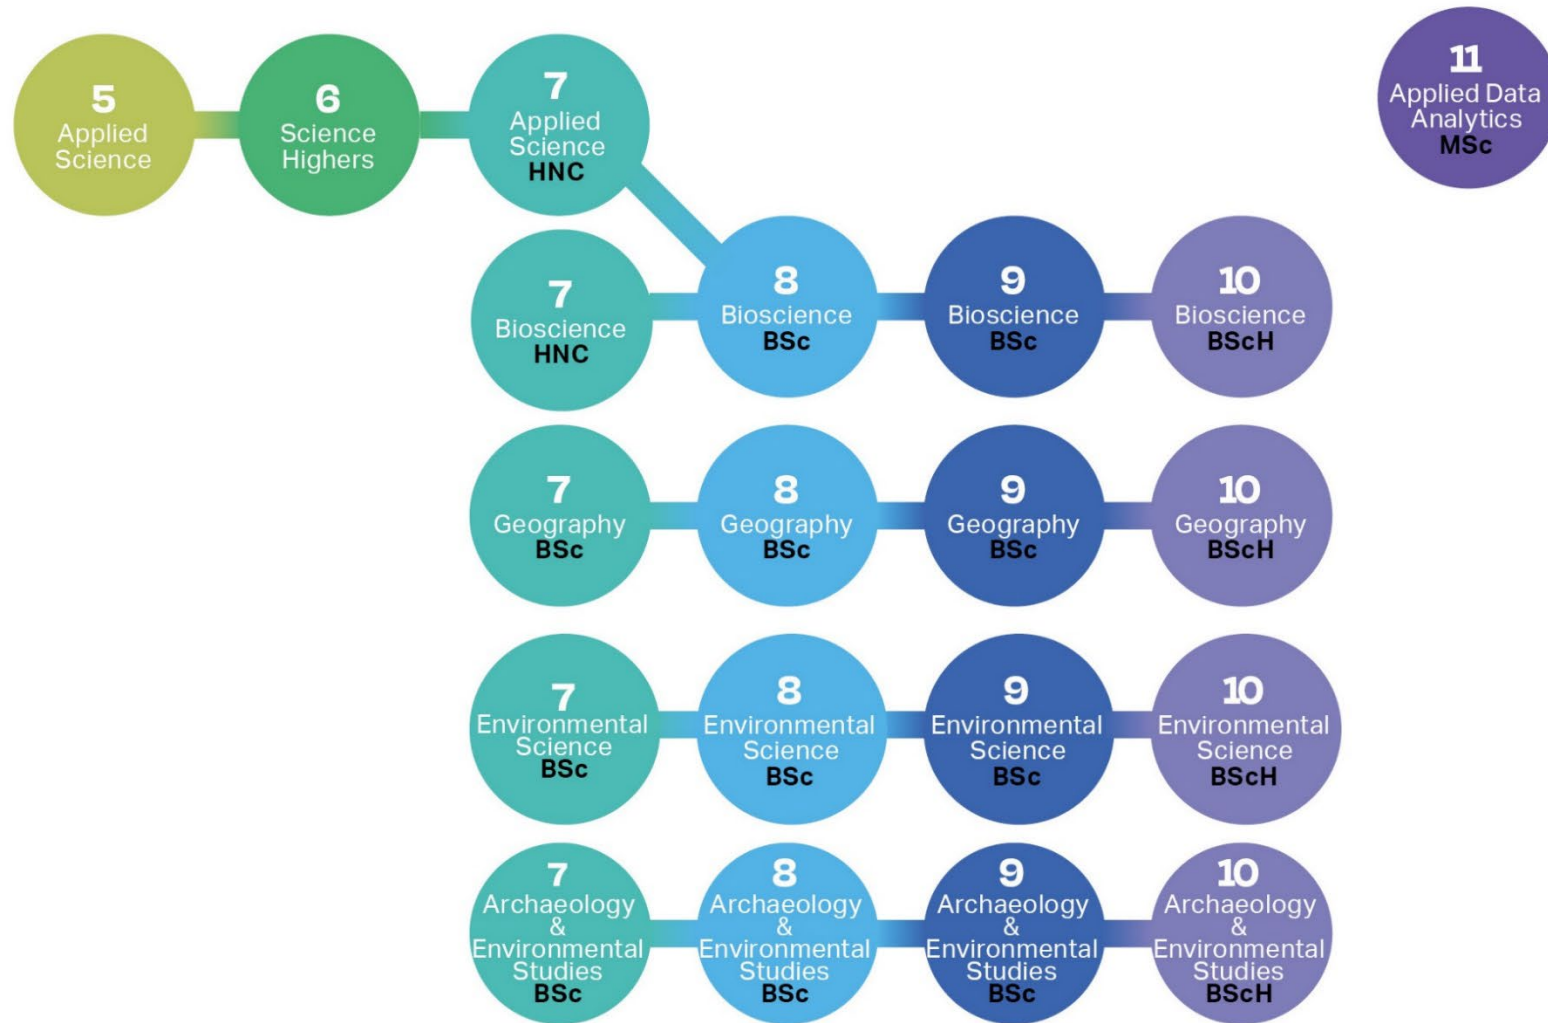 5
Applied
Science
6
Science
Highers
7
Applied
Science
HNC
11
Applied Data
Analytics
MSc
7
Bioscience
HNC
8
Bioscience
BSc
9
Bioscience
BSc
10
Bioscience
BScH
7
Geography
BSc
8
Geography
BSc
9
Geography
BSc
10
Geography
BScH
7
Environmental
Science
BSc
8
Environmental
Science
BSc
9
Environmental
Science
BSc
10
Environmental
Science
BScH
7
Archaeology
&
Environmental
Studies
BSc
8
Archaeology
&
Environmental
Studies
BSc
9
Archaeology
&
Environmental
Studies
BSc
10
Archaeology
&
Environmental
Studies
BScH